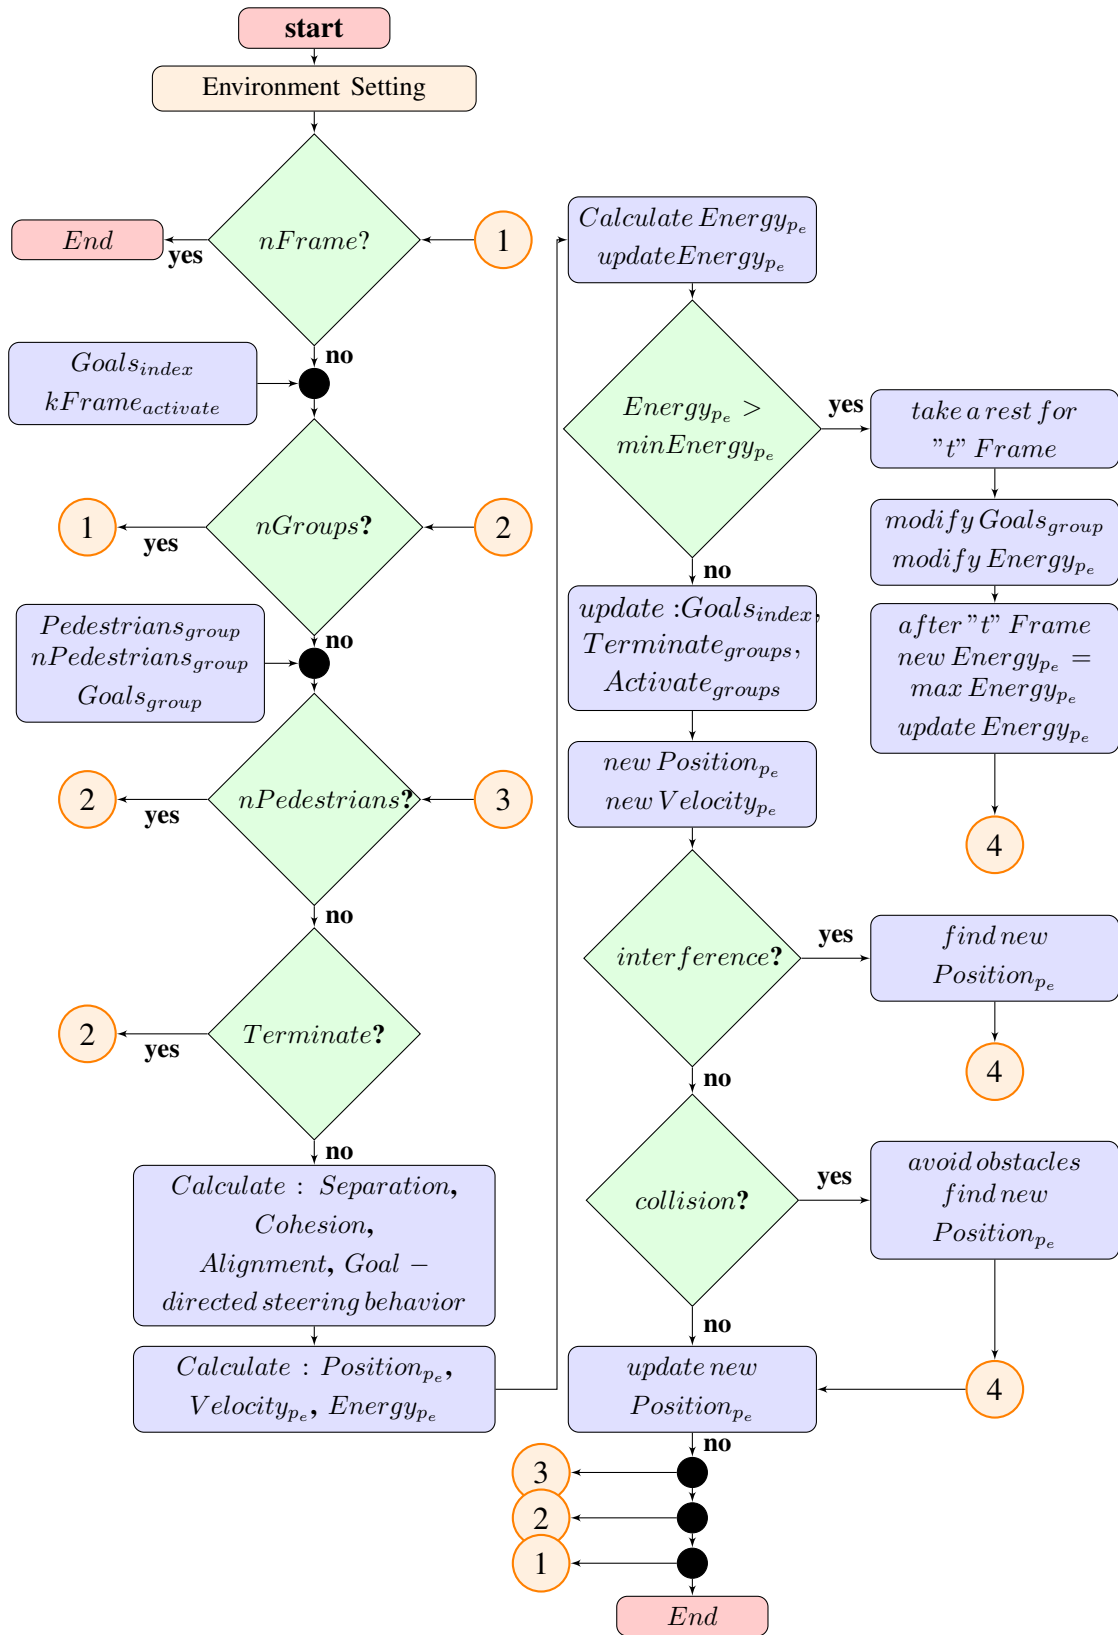 start
Environment Setting
nFrame?
yes
End
1
no
Goals_index
kFrame_activate
nGroups?
yes
1
2
no
Pedestrians_group
nPedestrians_group
Goals_group
nPedestrians?
yes
2
3
no
Terminate?
yes
2
no
Calculate : Separation,
Cohesion,
Alignment, Goal −
directed steering behavior
Calculate : Position_pe,
Velocity_pe, Energy_pe
Calculate Energy_pe
updateEnergy_pe
Energy_pe >
minEnergy_pe
yes
take a rest for
"t" Frame
modify Goals_group
modify Energy_pe
after "t" Frame
new Energy_pe =
max Energy_pe
update Energy_pe
4
no
update :Goals_index,
Terminate_groups,
Activate_groups
new Position_pe
new Velocity_pe
interference?
yes
find new
Position_pe
4
no
collision?
yes
avoid obstacles
find new
Position_pe
4
no
update new
Position_pe
no
3
2
1
End